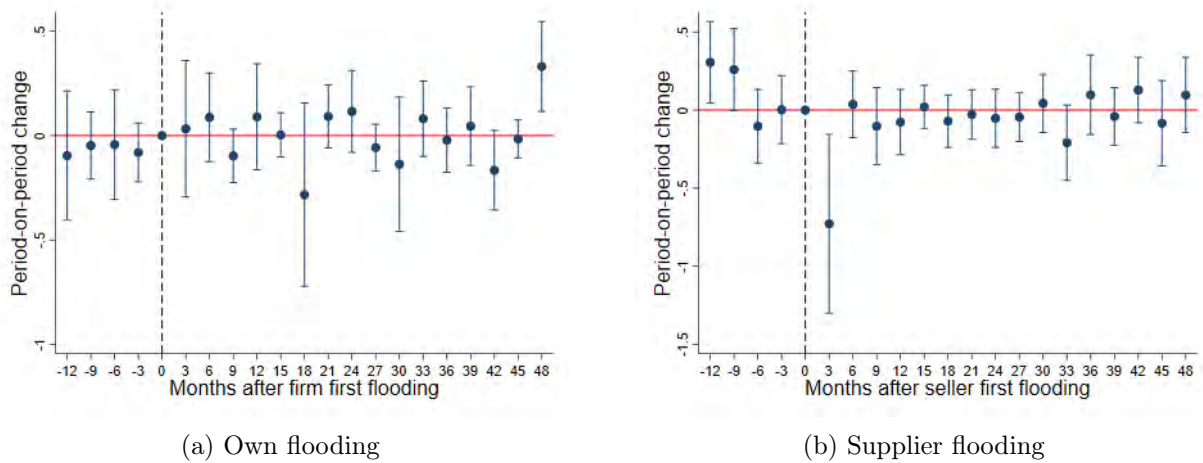 Period-on-period change
.5
0
-.5
-1
-12 -9 -6 -3 0 3 6 9 12 15 18 21 24 27 30 33 36 39 42 45 48
Months after firm first flooding
(a) Own flooding
Period-on-period change
.5
0
-.5
-1
-1.5
-12 -9 -6 -3 0 3 6 9 12 15 18 21 24 27 30 33 36 39 42 45 48
Months after seller first flooding
(b) Supplier flooding